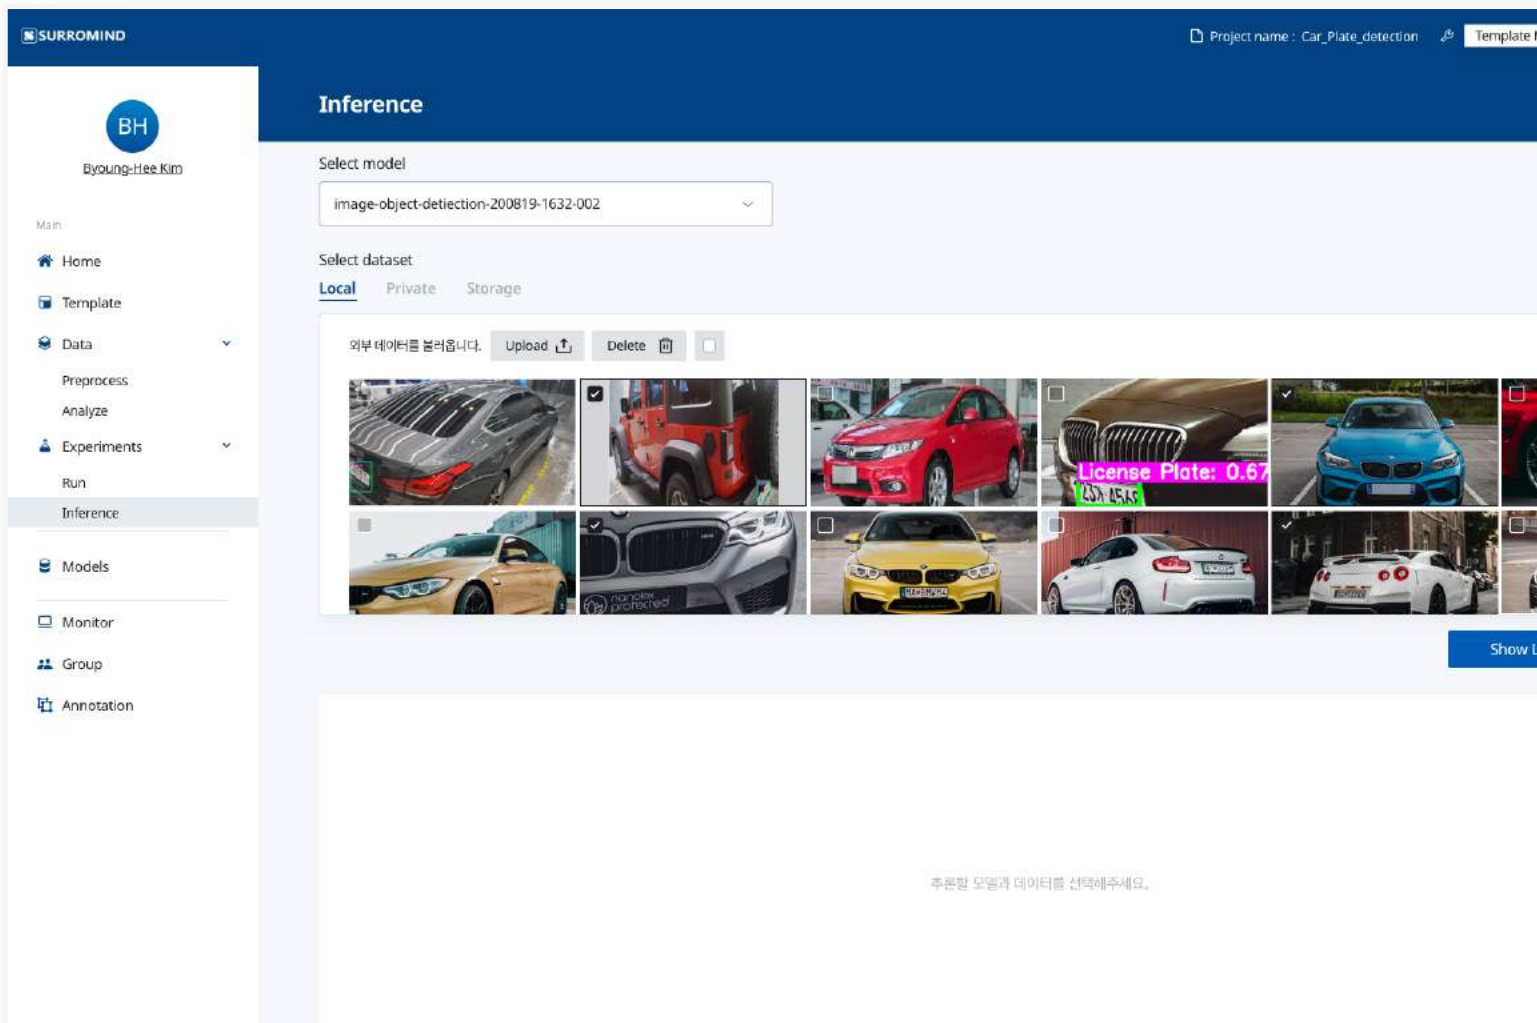 SURROMIND
Project name : Car_Plate_detection
Template
BH
Byoung-Hee Kim
Main
Home
Template
Data
Preprocess
Analyze
Experiments
Run
Inference
Models
Monitor
Group
Annotation
Inference
Select model
image-object-detiection-200819-1632-002
Select dataset
Local Private Storage
외부 데이터를 불러옵니다. Upload Delete
License Plate: 0.67
nanolex
protected
Show
추론할 모델과 데이터를 선택해주세요.